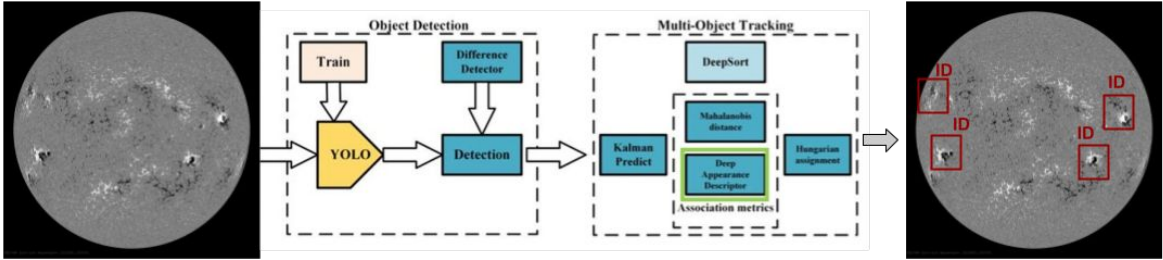 Object Detection
Multi-Object Tracking
Train
Difference
Detector
YOLO
Detection
DeepSort
Kalman
Predict
Mahalanobis
distance
Deep
Appearance
Descriptor
Association metrics
Hungarian
assignment
ID
ID
ID
ID